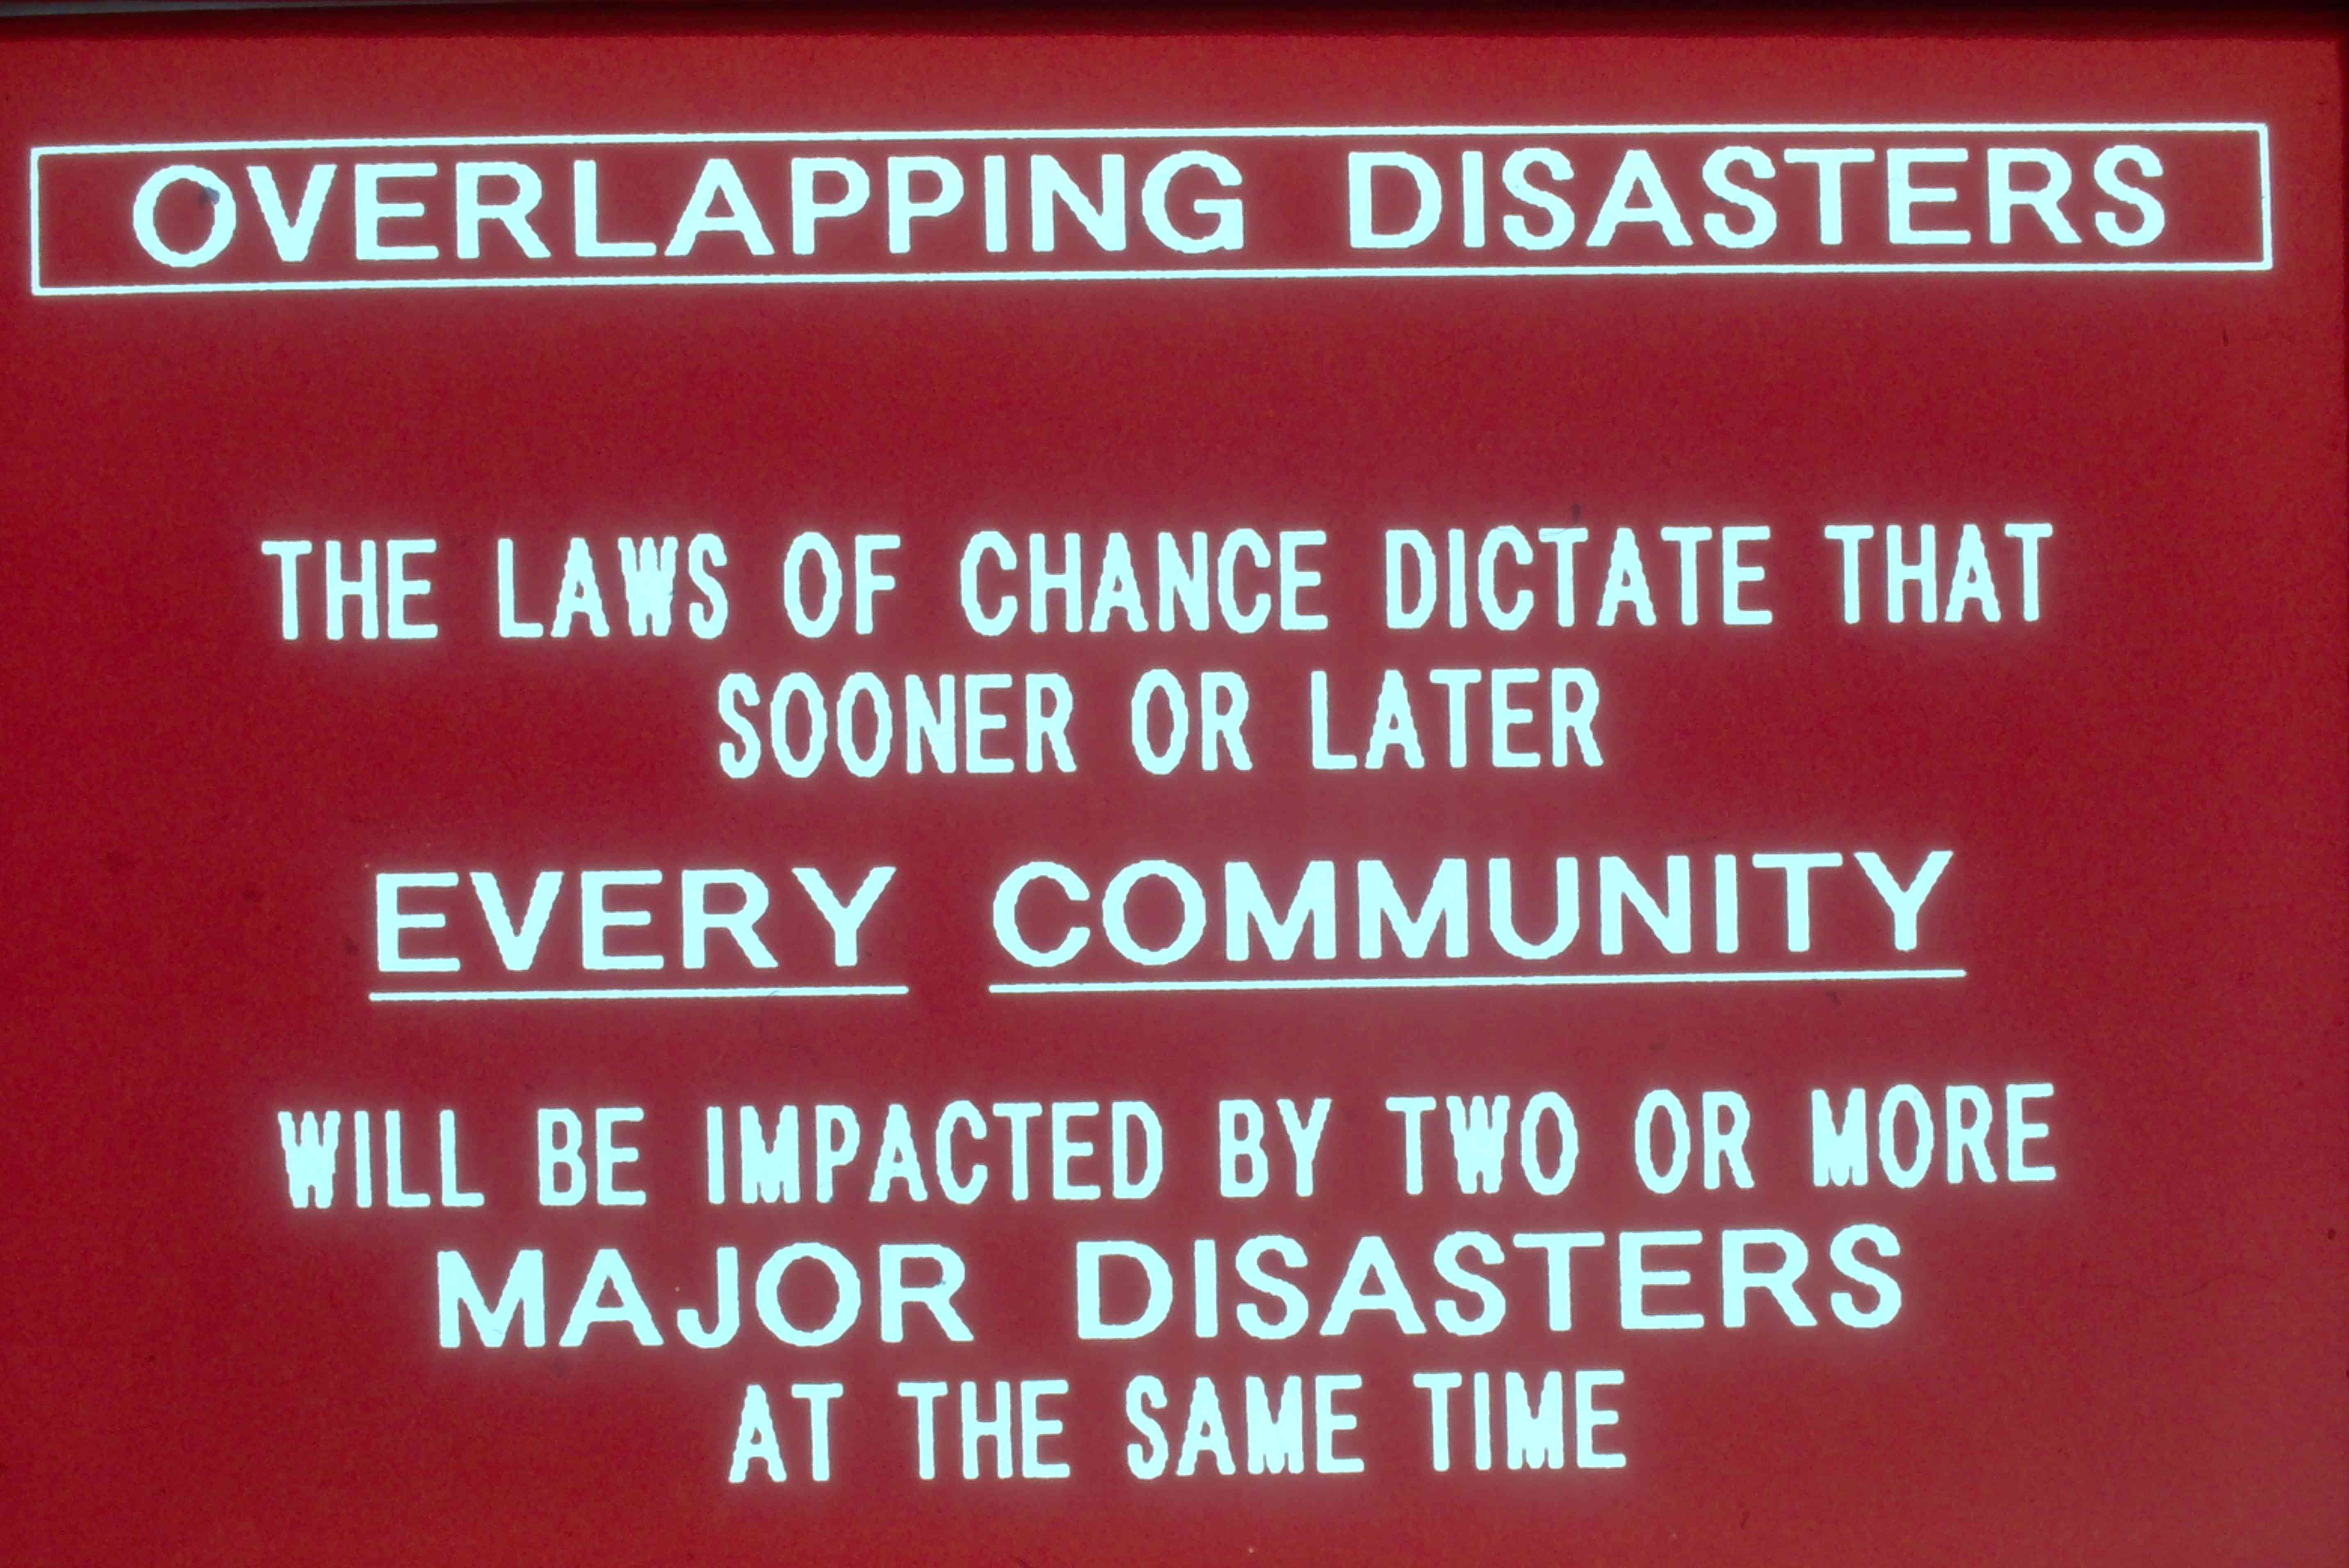 OVERLAPPING DISASTERS
THE LAWS OF CHANCE DICTATE THAT
SOONER OR LATER
EVERY COMMUNITY
WILL BE IMPACTED BY TWO OR MORE
MAJOR DISASTERS
AT THE SAME TIME